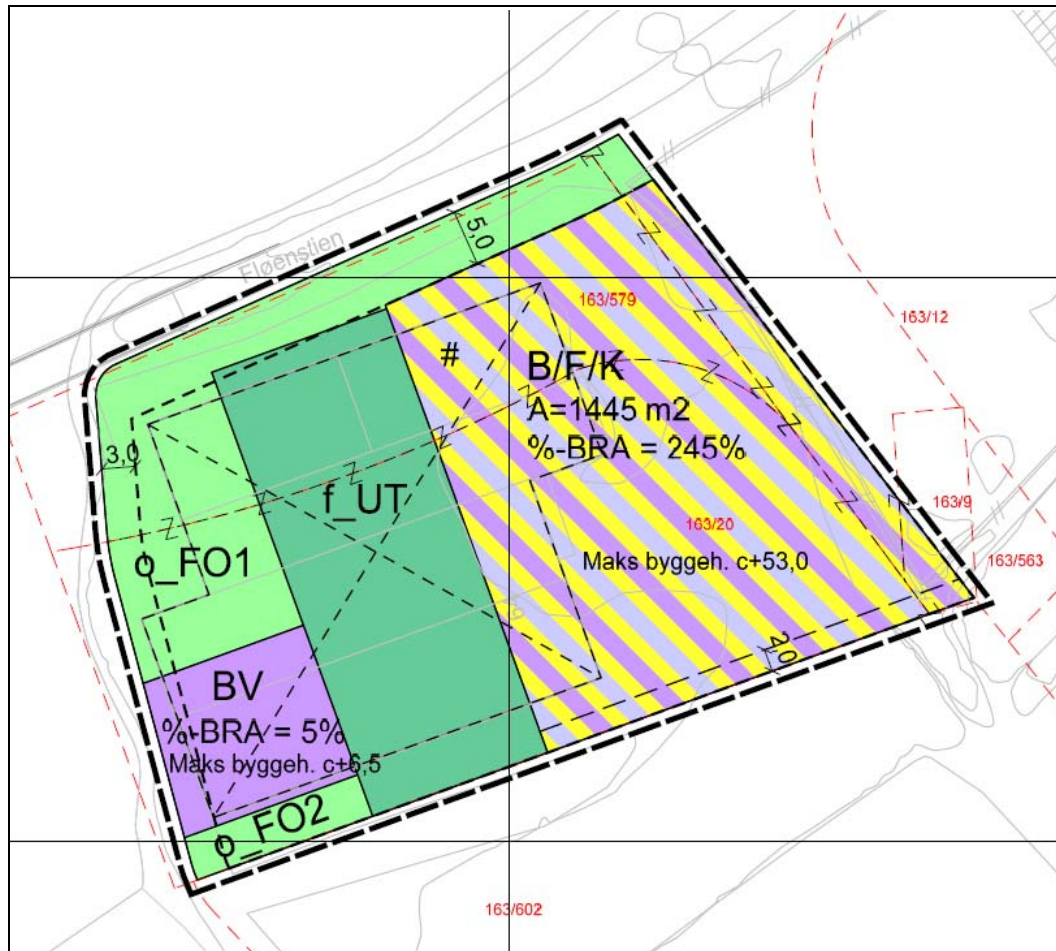 Fløenstien
5,0
163/579
163/12
#
B/F/K
A=1445 m2
%-BRA = 245%
3,0
f_UT
163/9
163/20
o_FO1
Maks byggeh. c+53,0
163/563
2,0
BV
%-BRA = 5%
Maks byggeh. c+6,5
o_FO2
163/602